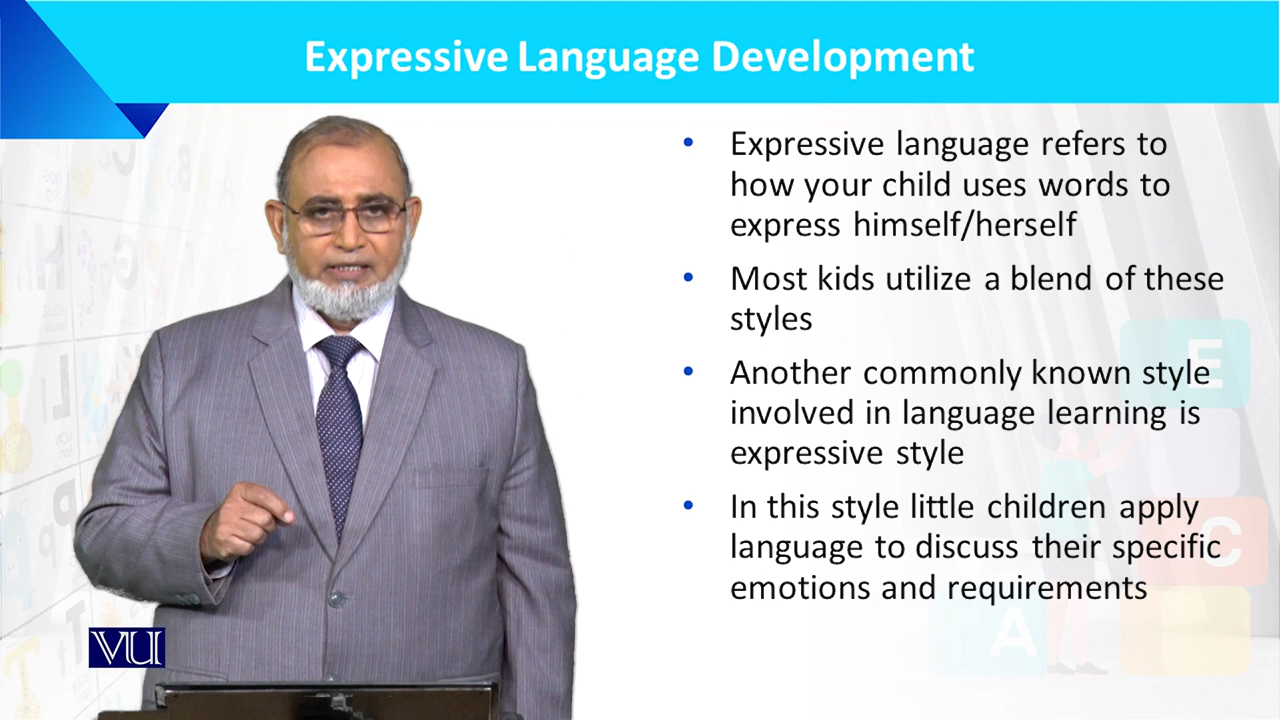 Expressive Language Development
• Expressive language refers to
how your child uses words to
express himself/herself
• Most kids utilize a blend of these
styles
• Another commonly known style
involved in language learning is
expressive style
• In this style little children apply
language to discuss their specific
emotions and requirements
VU
E
C
A